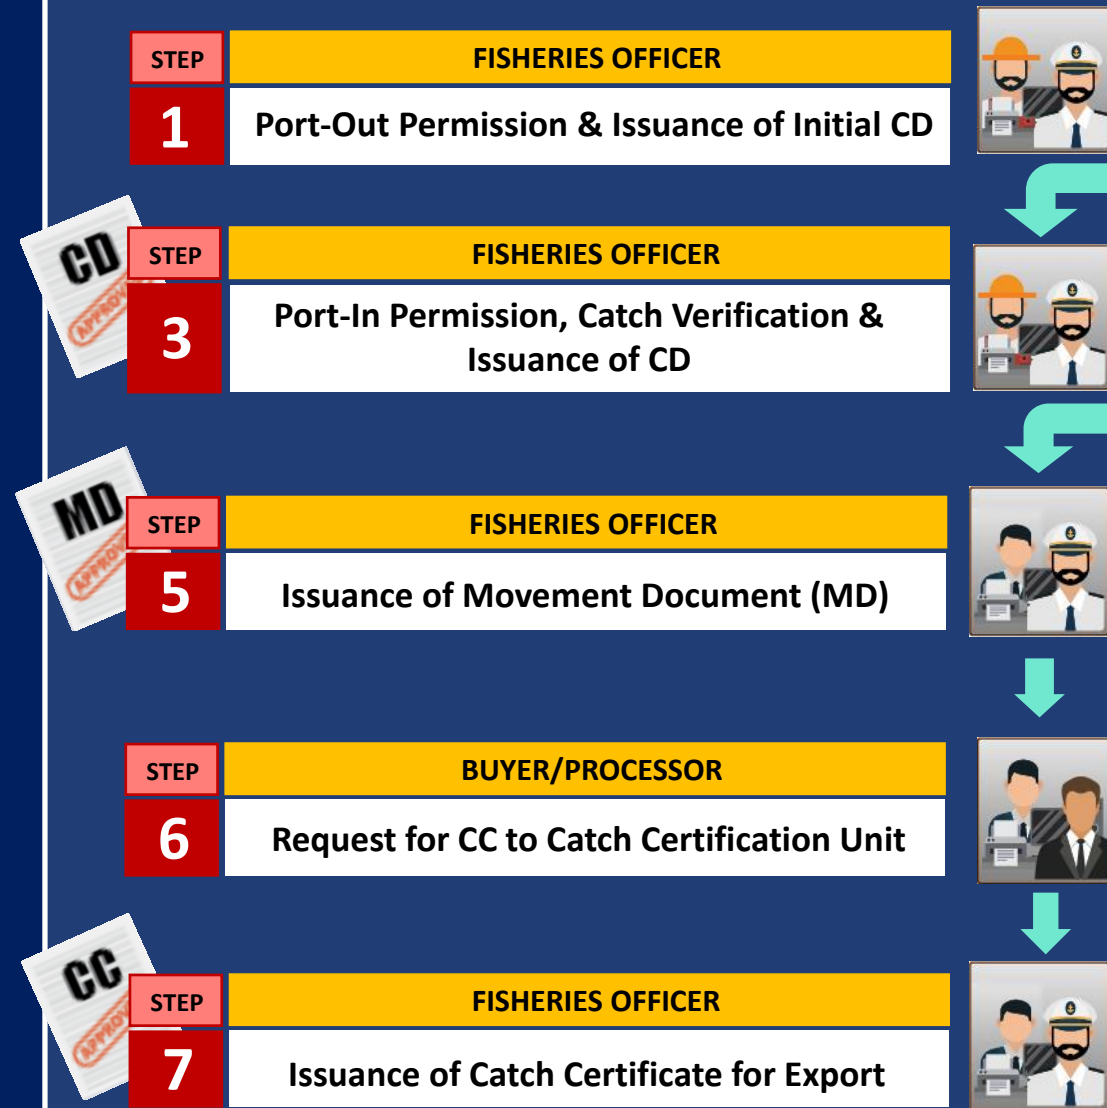 STEP
FISHERIES OFFICER
1
Port-Out Permission & Issuance of Initial CD
CD
STEP
FISHERIES OFFICER
3
Port-In Permission, Catch Verification &
Issuance of CD
MD
STEP
FISHERIES OFFICER
5
Issuance of Movement Document (MD)
STEP
BUYER/PROCESSOR
6
Request for CC to Catch Certification Unit
CC
STEP
FISHERIES OFFICER
7
Issuance of Catch Certificate for Export